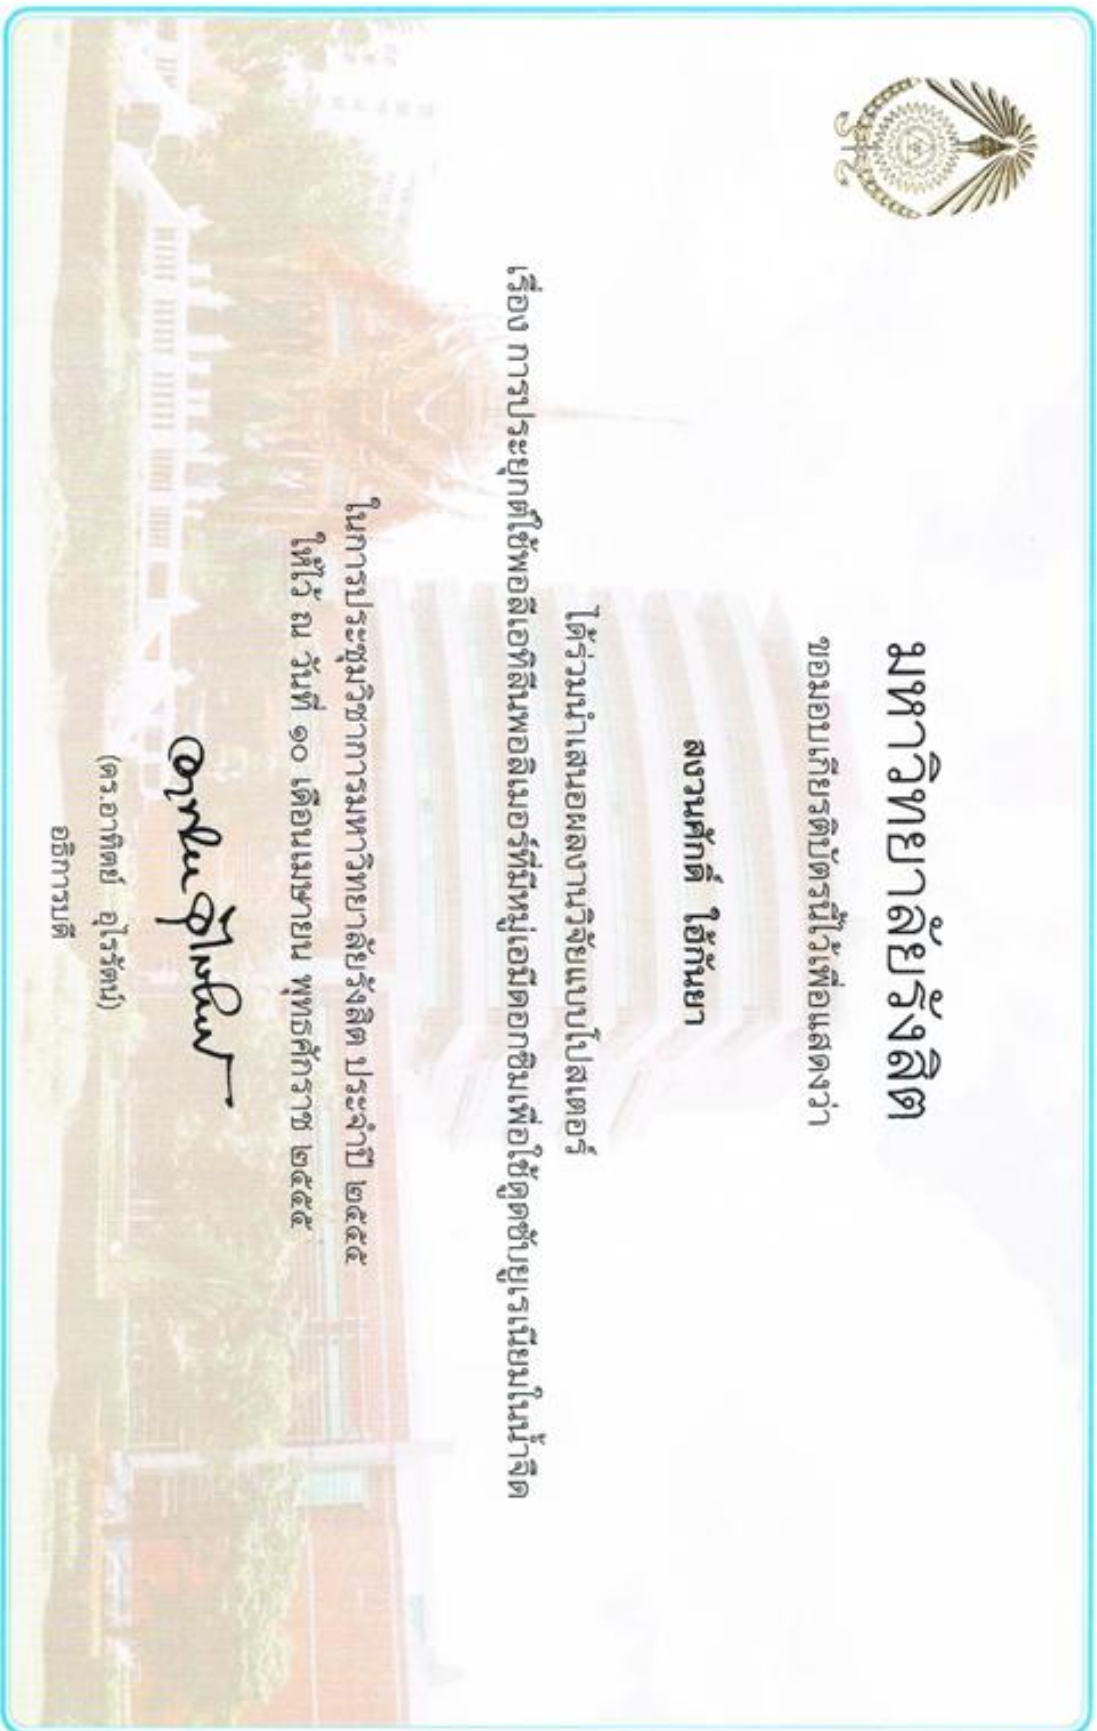 มหาวิทยาลัยรังสิต
ขอมอบเกียรติบัตรนี้ไว้เพื่อแสดงว่า
สงวนศักดิ์ ใอ้กันยา
ได้ร่วมนำเสนอผลงานวิจัยแบบโปสเตอร์
เรื่อง การประยุกต์ใช้พอลิเอทิลีนพอลิเมอร์ที่มีหมู่เอมีดอกซิมเพื่อใช้ดูดซับยูเรเนียมในน้ำจืด
ในการประชุมวิชาการมหาวิทยาลัยรังสิต ประจำปี ๒๕๕๕
ให้ไว้ ณ วันที่ ๑๐ เดือนเมษายน พุทธศักราช ๒๕๕๕
(ดร.อาทิตย์ อุไรรัตน์)
อธิการบดี